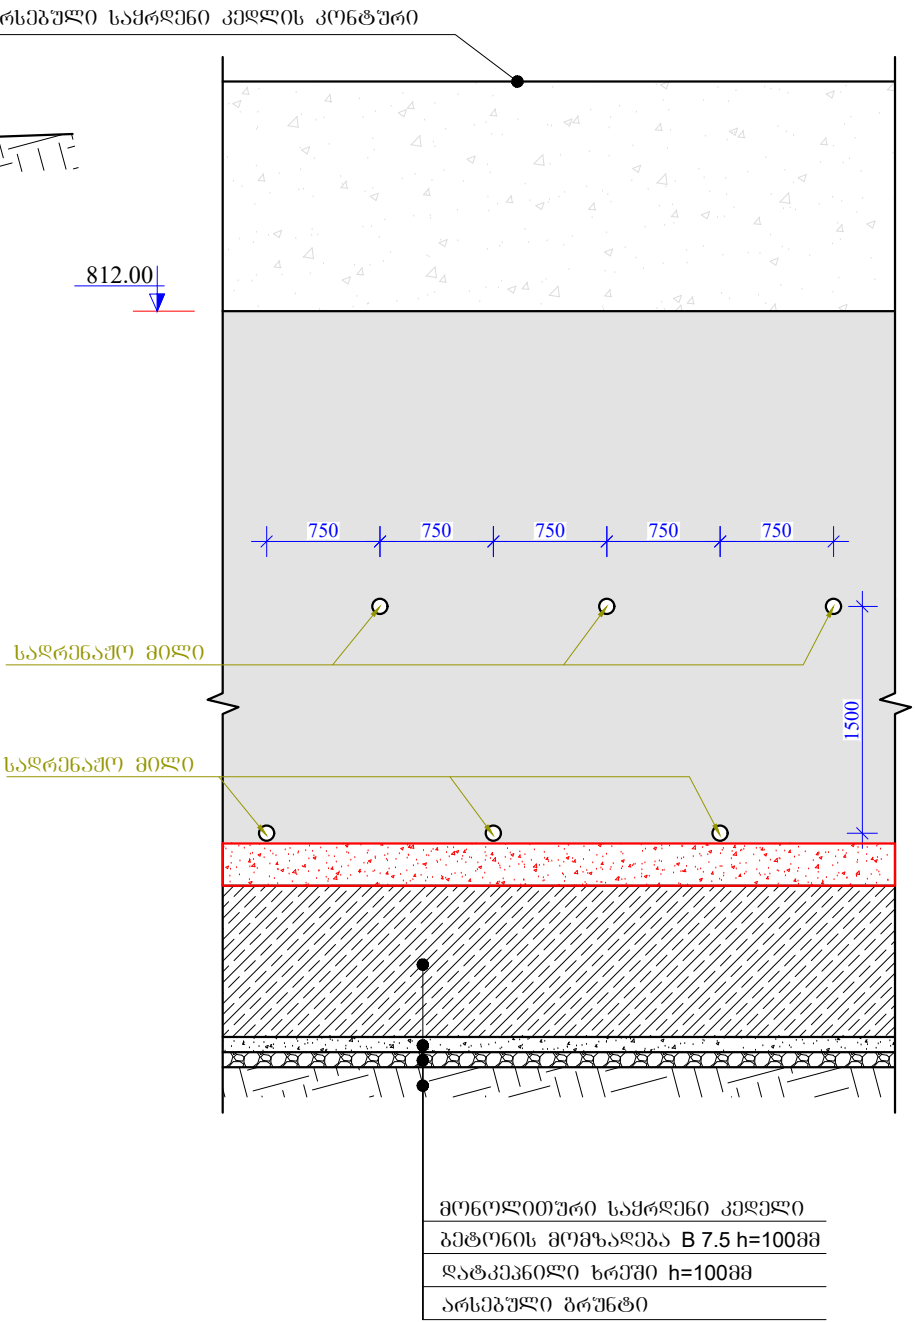 რსებული საყრდენი კედლის კონტური
812.00
750 750 750 750 750
სადრენაჟო მილი
1500
სადრენაჟო მილი
მონოლითური საყრდენი კედელი
ბეტონის მომზადება B 7.5 h=100მმ
დატკეპნილი ხრეში h=100მმ
არსებული გრუნტი